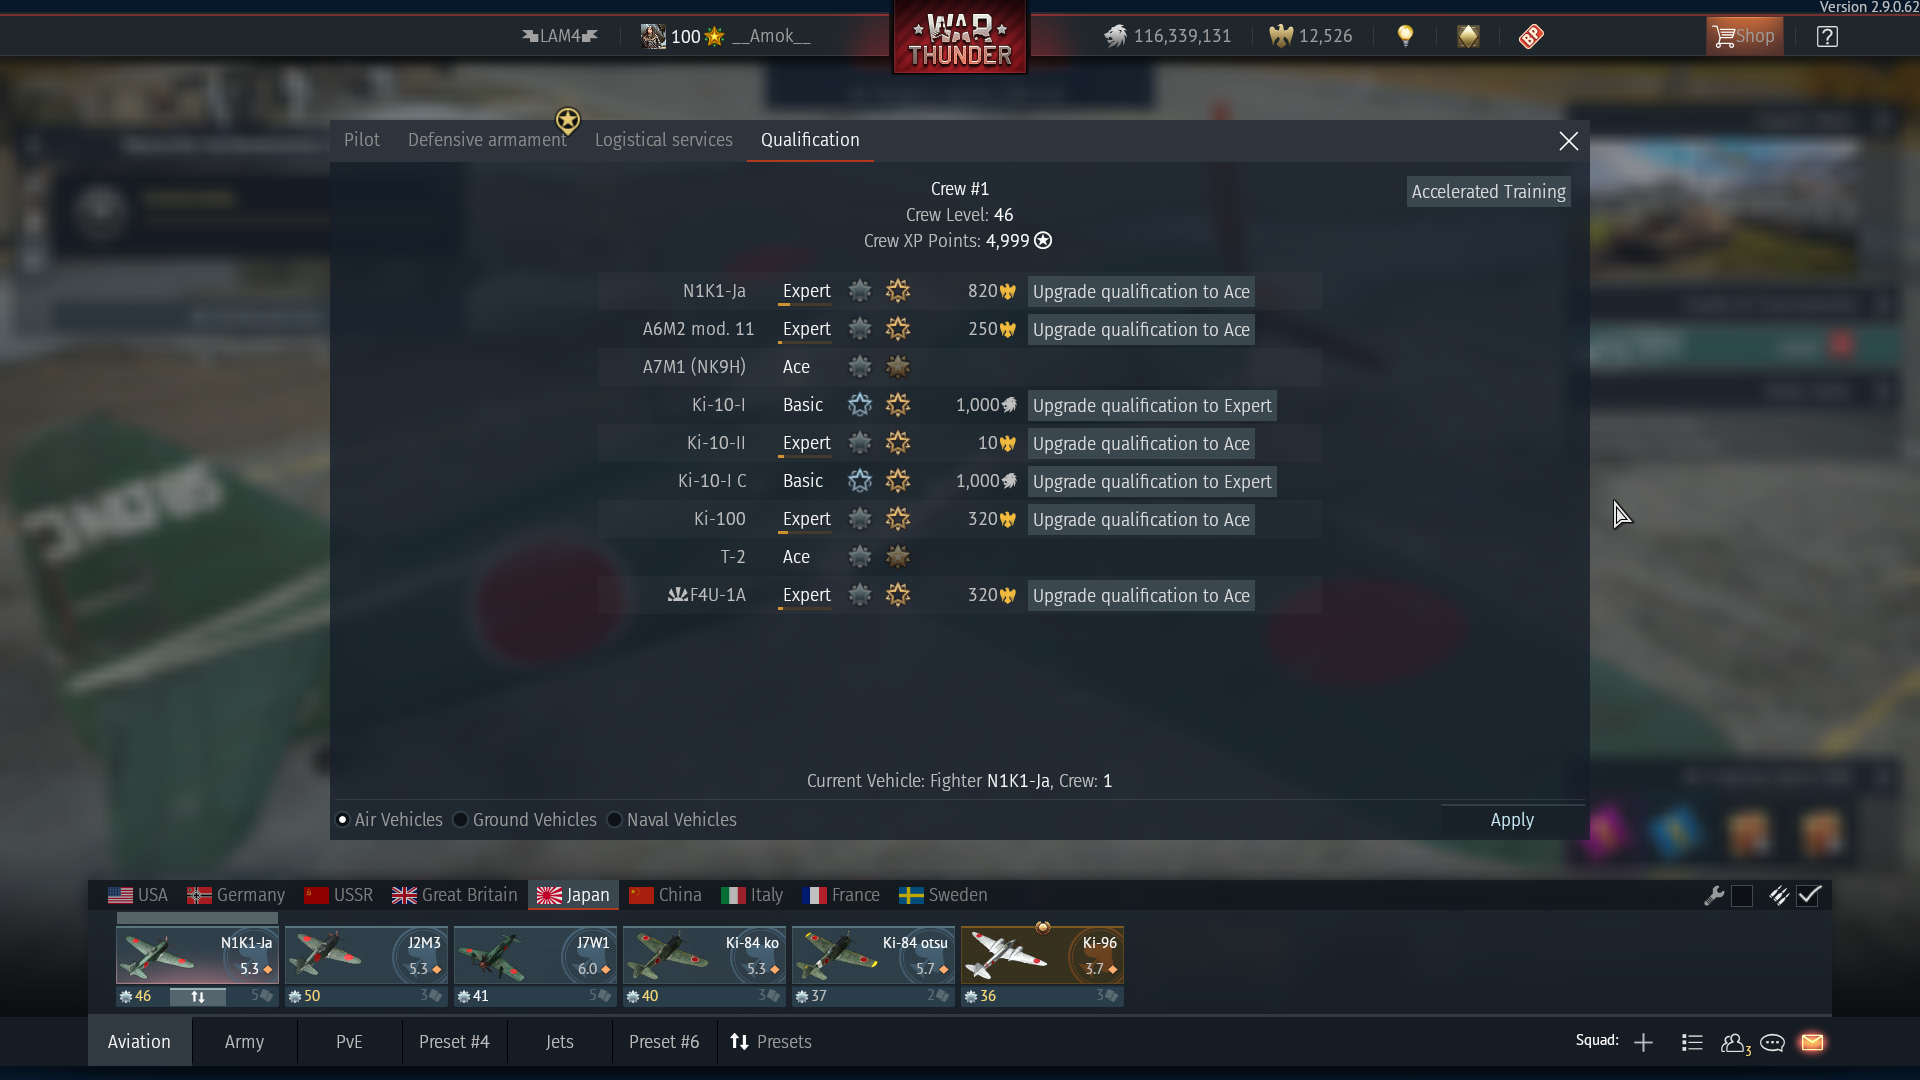 Version 2.9.0.62
LAM4
100 __Amok__
WAR THUNDER
116,339,131
12,526
BP
Shop
?
Pilot
Defensive armament
Logistical services
Qualification
Crew #1
Crew Level: 46
Crew XP Points: 4,999
Accelerated Training
N1K1-Ja Expert 820 Upgrade qualification to Ace
A6M2 mod. 11 Expert 250 Upgrade qualification to Ace
A7M1 (NK9H) Ace
Ki-10-I Basic 1,000 Upgrade qualification to Expert
Ki-10-II Expert 10 Upgrade qualification to Ace
Ki-10-I C Basic 1,000 Upgrade qualification to Expert
Ki-100 Expert 320 Upgrade qualification to Ace
T-2 Ace
F4U-1A Expert 320 Upgrade qualification to Ace
Current Vehicle: Fighter N1K1-Ja, Crew: 1
Air Vehicles Ground Vehicles Naval Vehicles
Apply
USA Germany USSR Great Britain Japan China Italy France Sweden
N1K1-Ja J2M3 J7W1 Ki-84 ko Ki-84 otsu Ki-96
5.3 5.3 6.0 5.3 5.7 3.7
46 5 50 3 41 5 40 3 37 2 36 3
Aviation Army PvE Preset #4 Jets Preset #6 Presets
Squad: 3